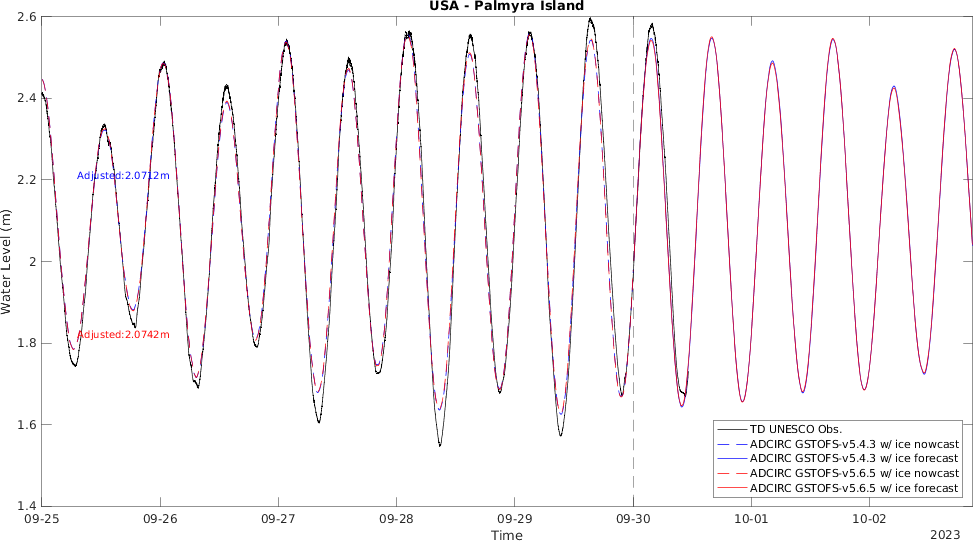 USA - Palmyra Island
2.6
2.4
2.2
2
1.8
1.6
1.4
Water Level (m)
Adjusted:2.0712m
Adjusted:2.0742m
TD UNESCO Obs.
ADCIRC GSTOFS-v5.4.3 w/ ice nowcast
ADCIRC GSTOFS-v5.4.3 w/ ice forecast
ADCIRC GSTOFS-v5.6.5 w/ ice nowcast
ADCIRC GSTOFS-v5.6.5 w/ ice forecast
09-25 09-26 09-27 09-28 09-29 09-30 10-01 10-02
Time
2023